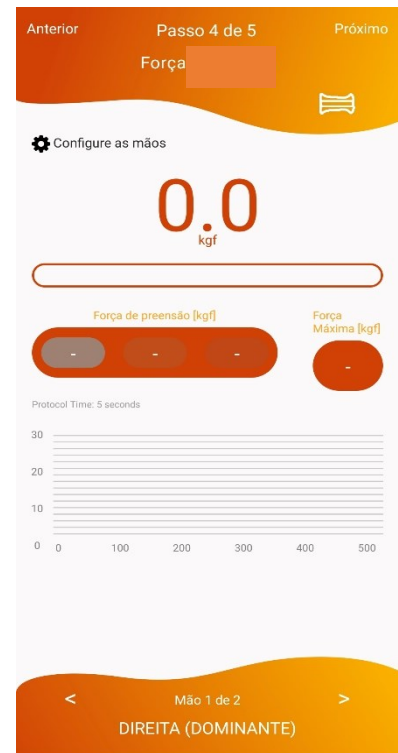 Anterior Passo 4 de 5 Próximo
Força
Configure as mãos
0.0
kgf
Força de preensão [kgf]
Força
Máxima [kgf]
- - - -
Protocol Time: 5 seconds
30
20
10
0
0 100 200 300 400 500
< Mão 1 de 2 >
DIREITA (DOMINANTE)